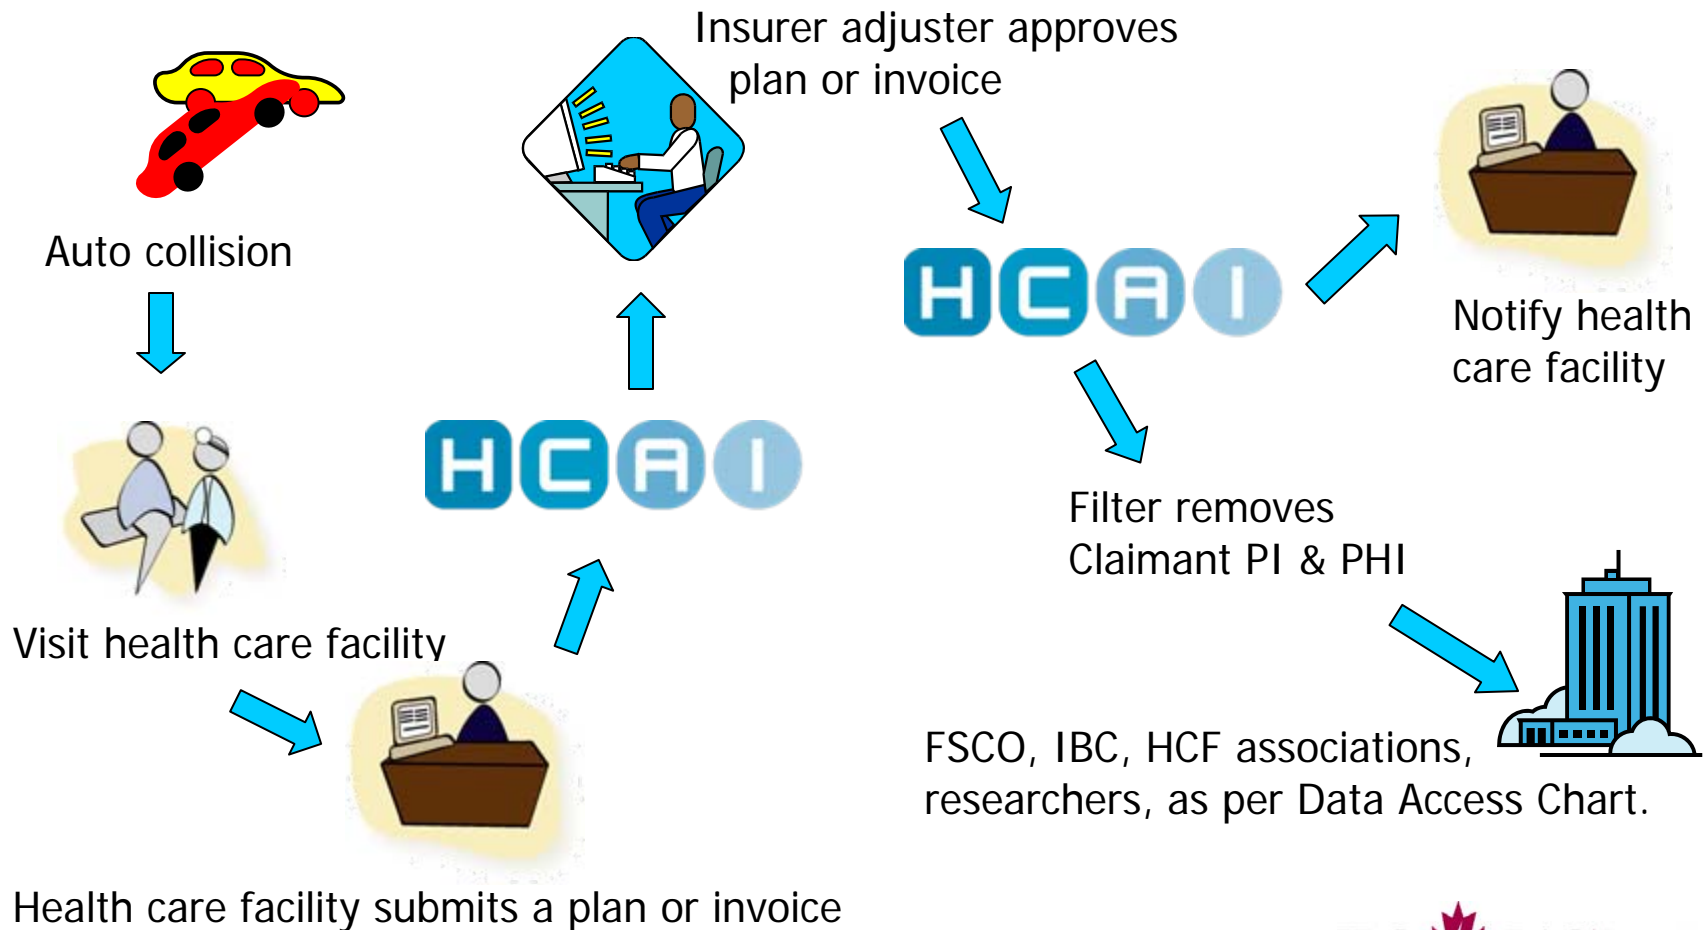 Auto collision
Visit health care facility
Health care facility submits a plan or invoice
HCAI
Insurer adjuster approves
plan or invoice
HCAI
Notify health
care facility
Filter removes
Claimant PI & PHI
FSCO, IBC, HCF associations,
researchers, as per Data Access Chart.